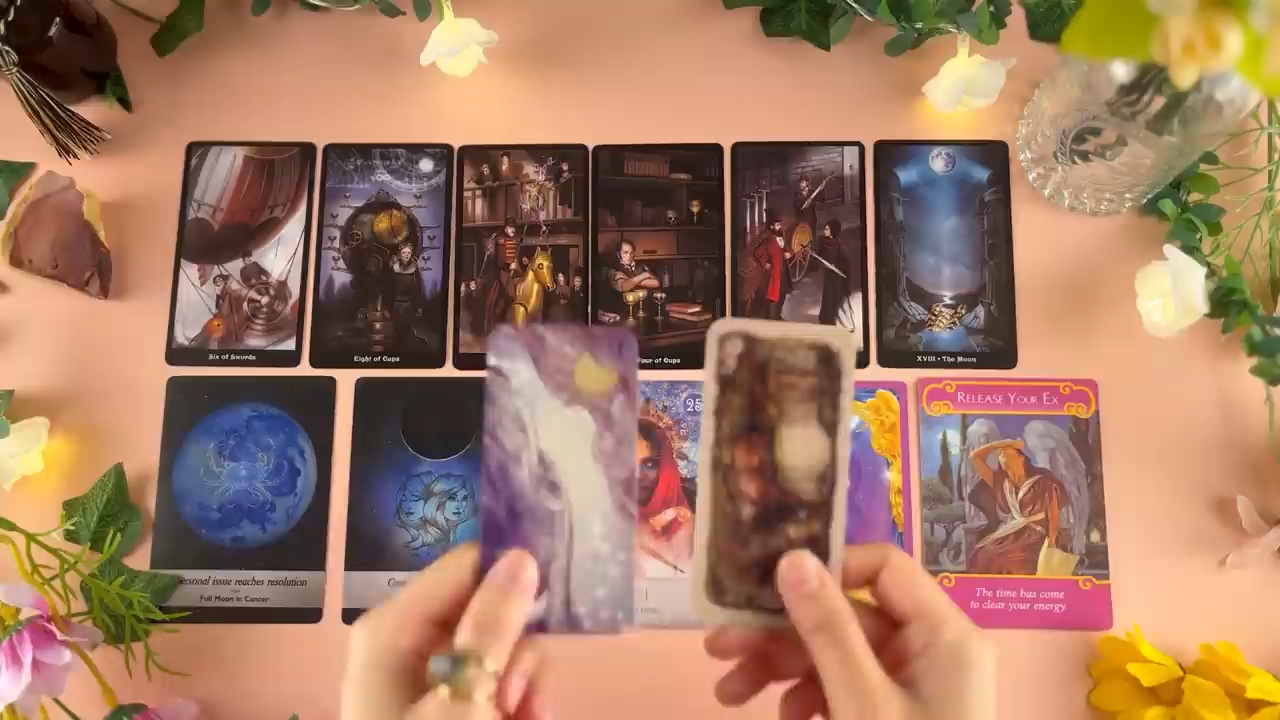 Six of Swords
Eight of Cups
of Cups
XVIII • The Moon
25
RELEASE YOUR EX
ersonal issue reaches resolution
Full Moon in Cancer
The time has come
to clear your energy.